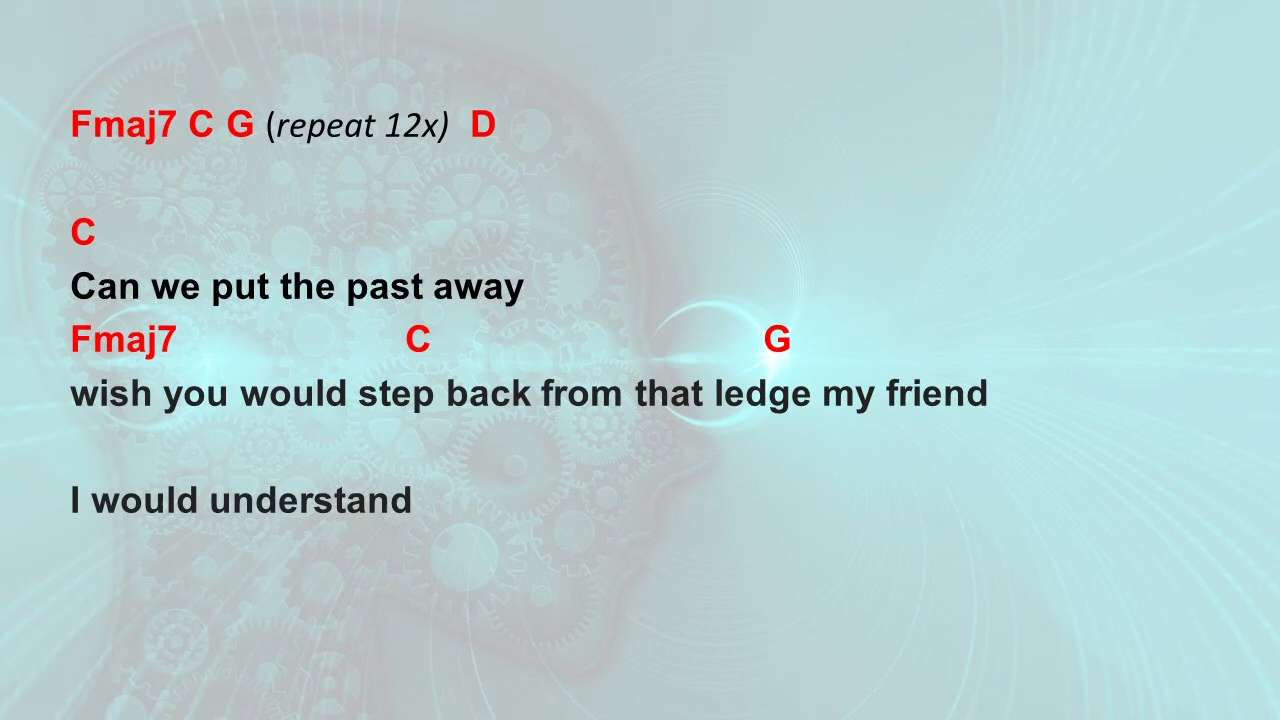 Fmaj7 C G (repeat 12x) D
C
Can we put the past away
Fmaj7 C G
wish you would step back from that ledge my friend
I would understand